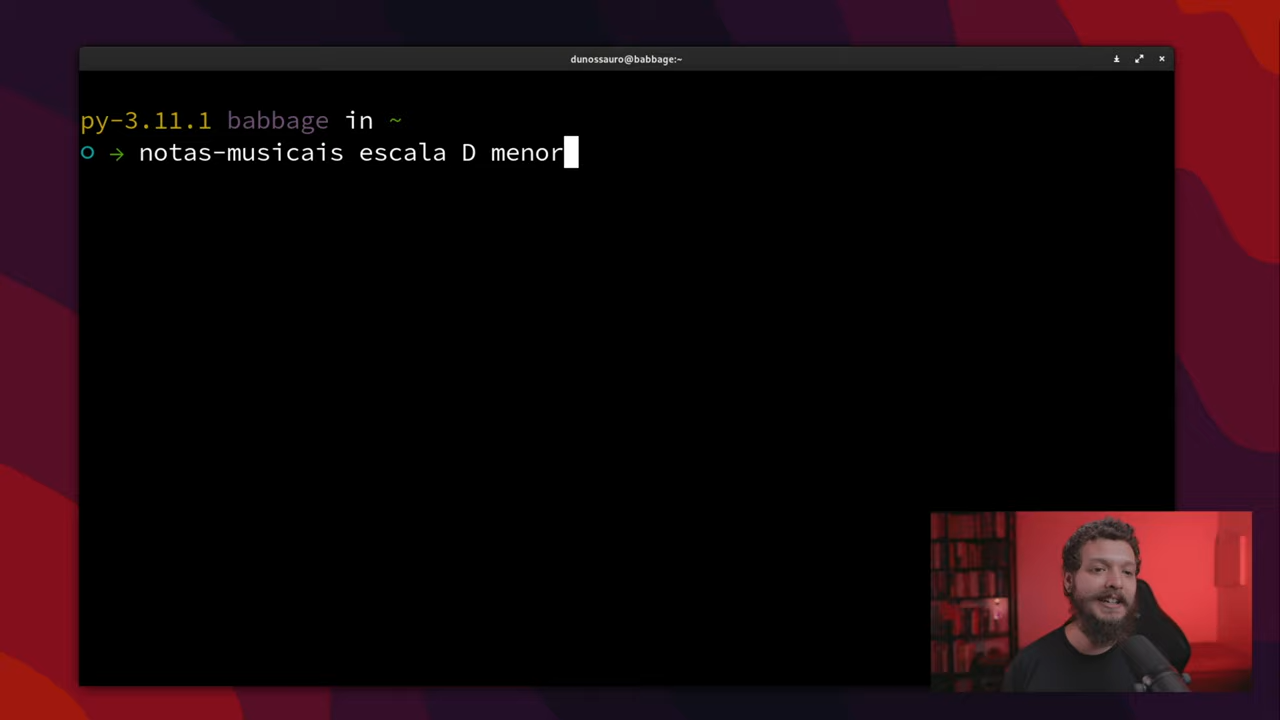 dunossauro@babbage:~
py-3.11.1 babbage in ~
○ → notas-musicais escala D menor